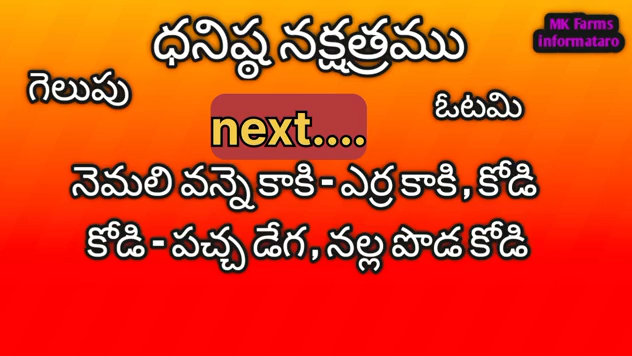 ధనిష్ఠ నక్షత్రము
MK Farms
informataro
గెలుపు
ఓటమి
next....
నెమలి వన్నె కాకి - ఎర్ర కాకి , కోడి
కోడి - పచ్చ డేగ , నల్ల పొడ కోడి